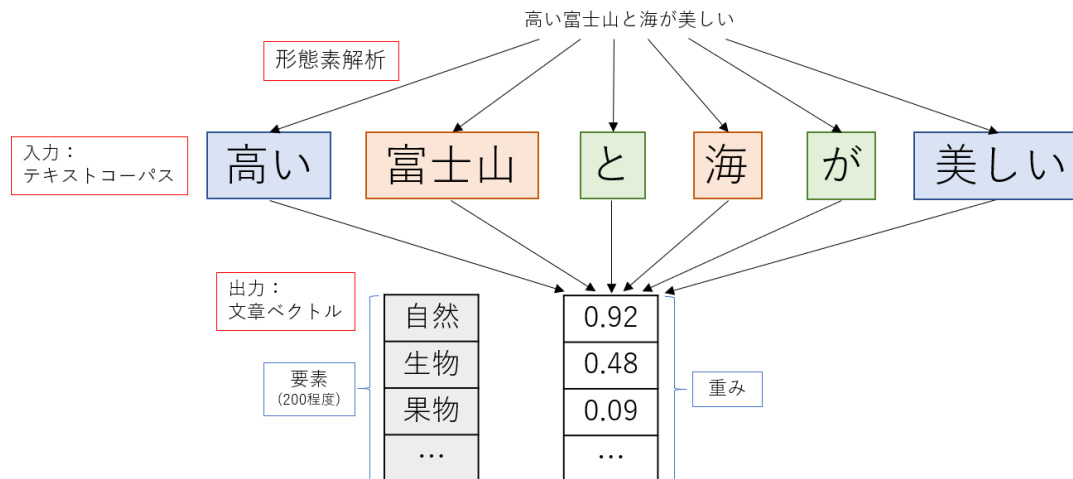 高い富士山と海が美しい
形態素解析
入力：
テキストコーパス
高い
富士山
と
海
が
美しい
出力：
文章ベクトル
自然
0.92
生物
0.48
要素
(200程度)
重み
果物
0.09
…
…